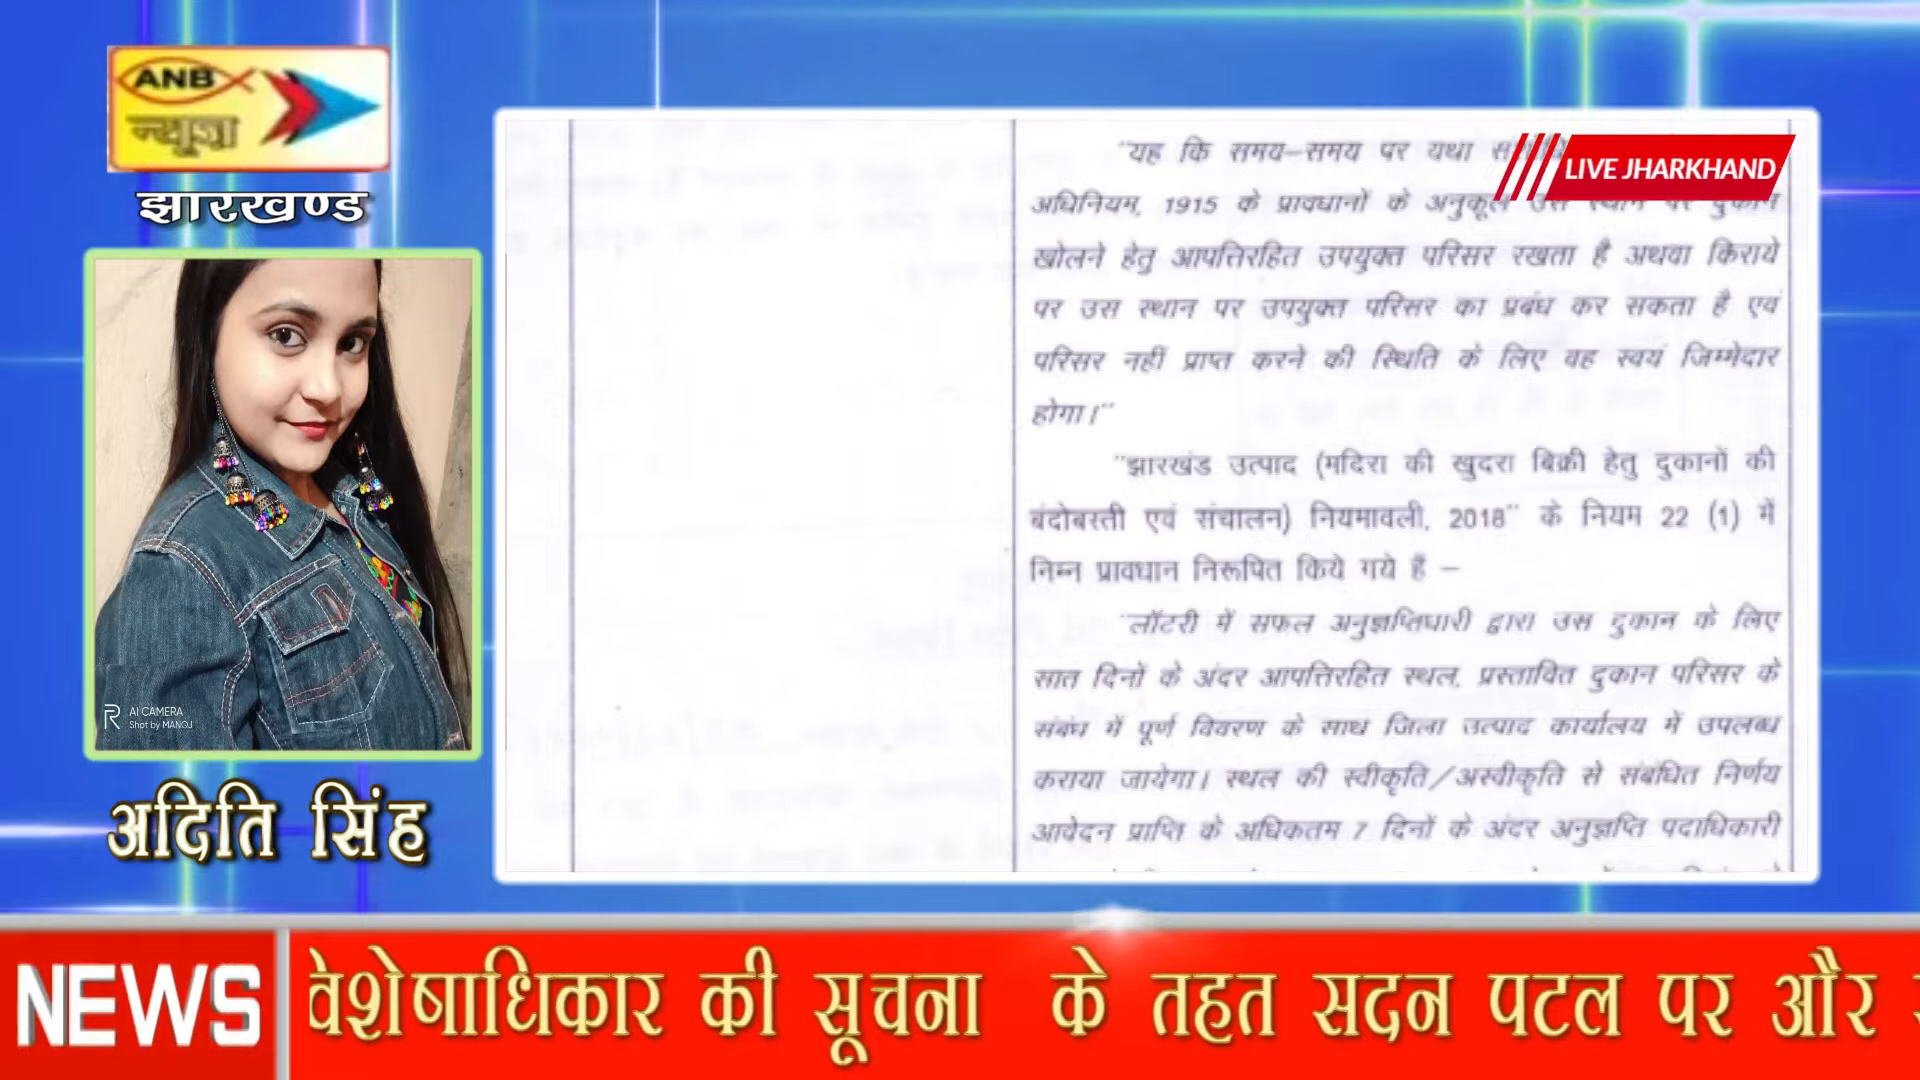 ANB
न्यूज
झारखण्ड
AI CAMERA
Shot by MANOJ
अदिति सिंह
LIVE JHARKHAND
"यह कि समय-समय पर यथा
अधिनियम, 1915 के प्रावधानों के अनुकूल उस स्थान पर दुकान
खोलने हेतु आपत्तिरहित उपयुक्त परिसर रखता है अथवा किराये
पर उस स्थान पर उपयुक्त परिसर का प्रबंध कर सकता है एवं
परिसर नहीं प्राप्त करने की स्थिति के लिए वह स्वयं जिम्मेदार
होगा।"
"झारखंड उत्पाद (मदिरा की खुदरा बिक्री हेतु दुकानों की
बंदोबस्ती एवं संचालन) नियमावली, 2018" के नियम 22 (1) में
निम्न प्रावधान निरूपित किये गये है –
"लॉटरी में सफल अनुज्ञप्तिधारी द्वारा उस दुकान के लिए
सात दिनों के अंदर आपत्तिरहित स्थल, प्रस्तावित दुकान परिसर के
संबंध में पूर्ण विवरण के साथ जिला उत्पाद कार्यालय में उपलब्ध
कराया जायेगा। स्थल की स्वीकृति/अस्वीकृति से संबंधित निर्णय
आवेदन प्राप्ति के अधिकतम 7 दिनों के अंदर अनुज्ञप्ति पदाधिकारी
NEWS
वेशेषाधिकार की सूचना के तहत सदन पटल पर और